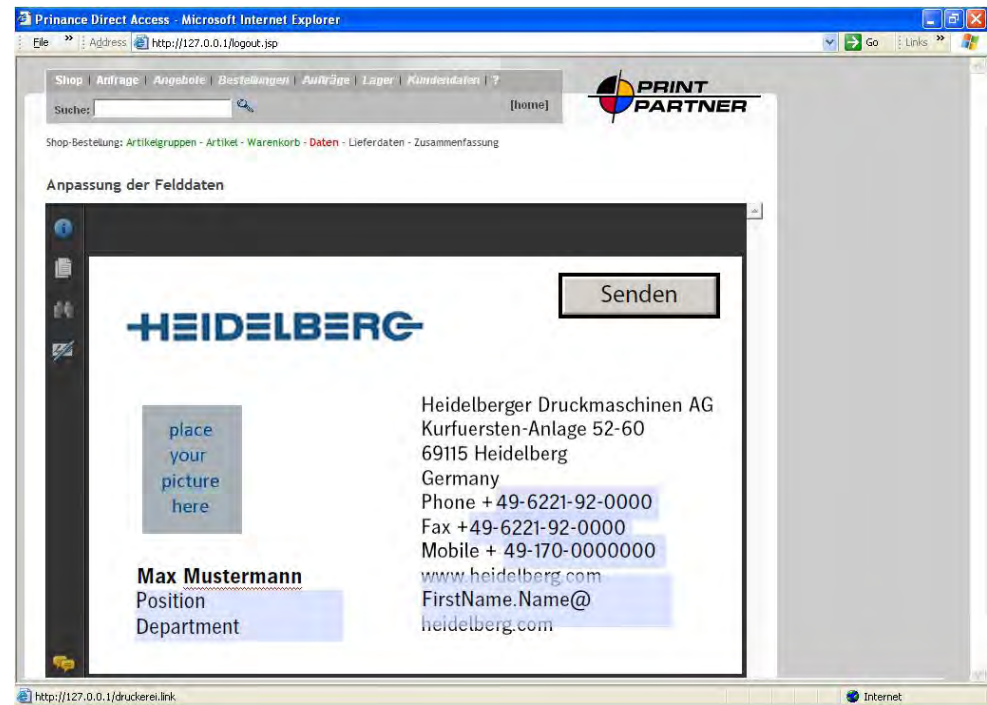 Prinance Direct Access - Microsoft Internet Explorer
File » Address http://127.0.0.1/logout.jsp Go Links »
Shop | Anfrage | Angebote | Bestellungen | Aufträge | Lager | Kundendaten | ?
Suche: [home]
PRINT
PARTNER
Shop-Bestellung: Artikelgruppen - Artikel - Warenkorb - Daten - Lieferdaten - Zusammenfassung
Anpassung der Felddaten
Senden
HEIDELBERG
place
your
picture
here
Max Mustermann
Position
Department
Heidelberger Druckmaschinen AG
Kurfuersten-Anlage 52-60
69115 Heidelberg
Germany
Phone + 49-6221-92-0000
Fax +49-6221-92-0000
Mobile + 49-170-0000000
www.heidelberg.com
FirstName.Name@
heidelberg.com
http://127.0.0.1/druckerei.link Internet